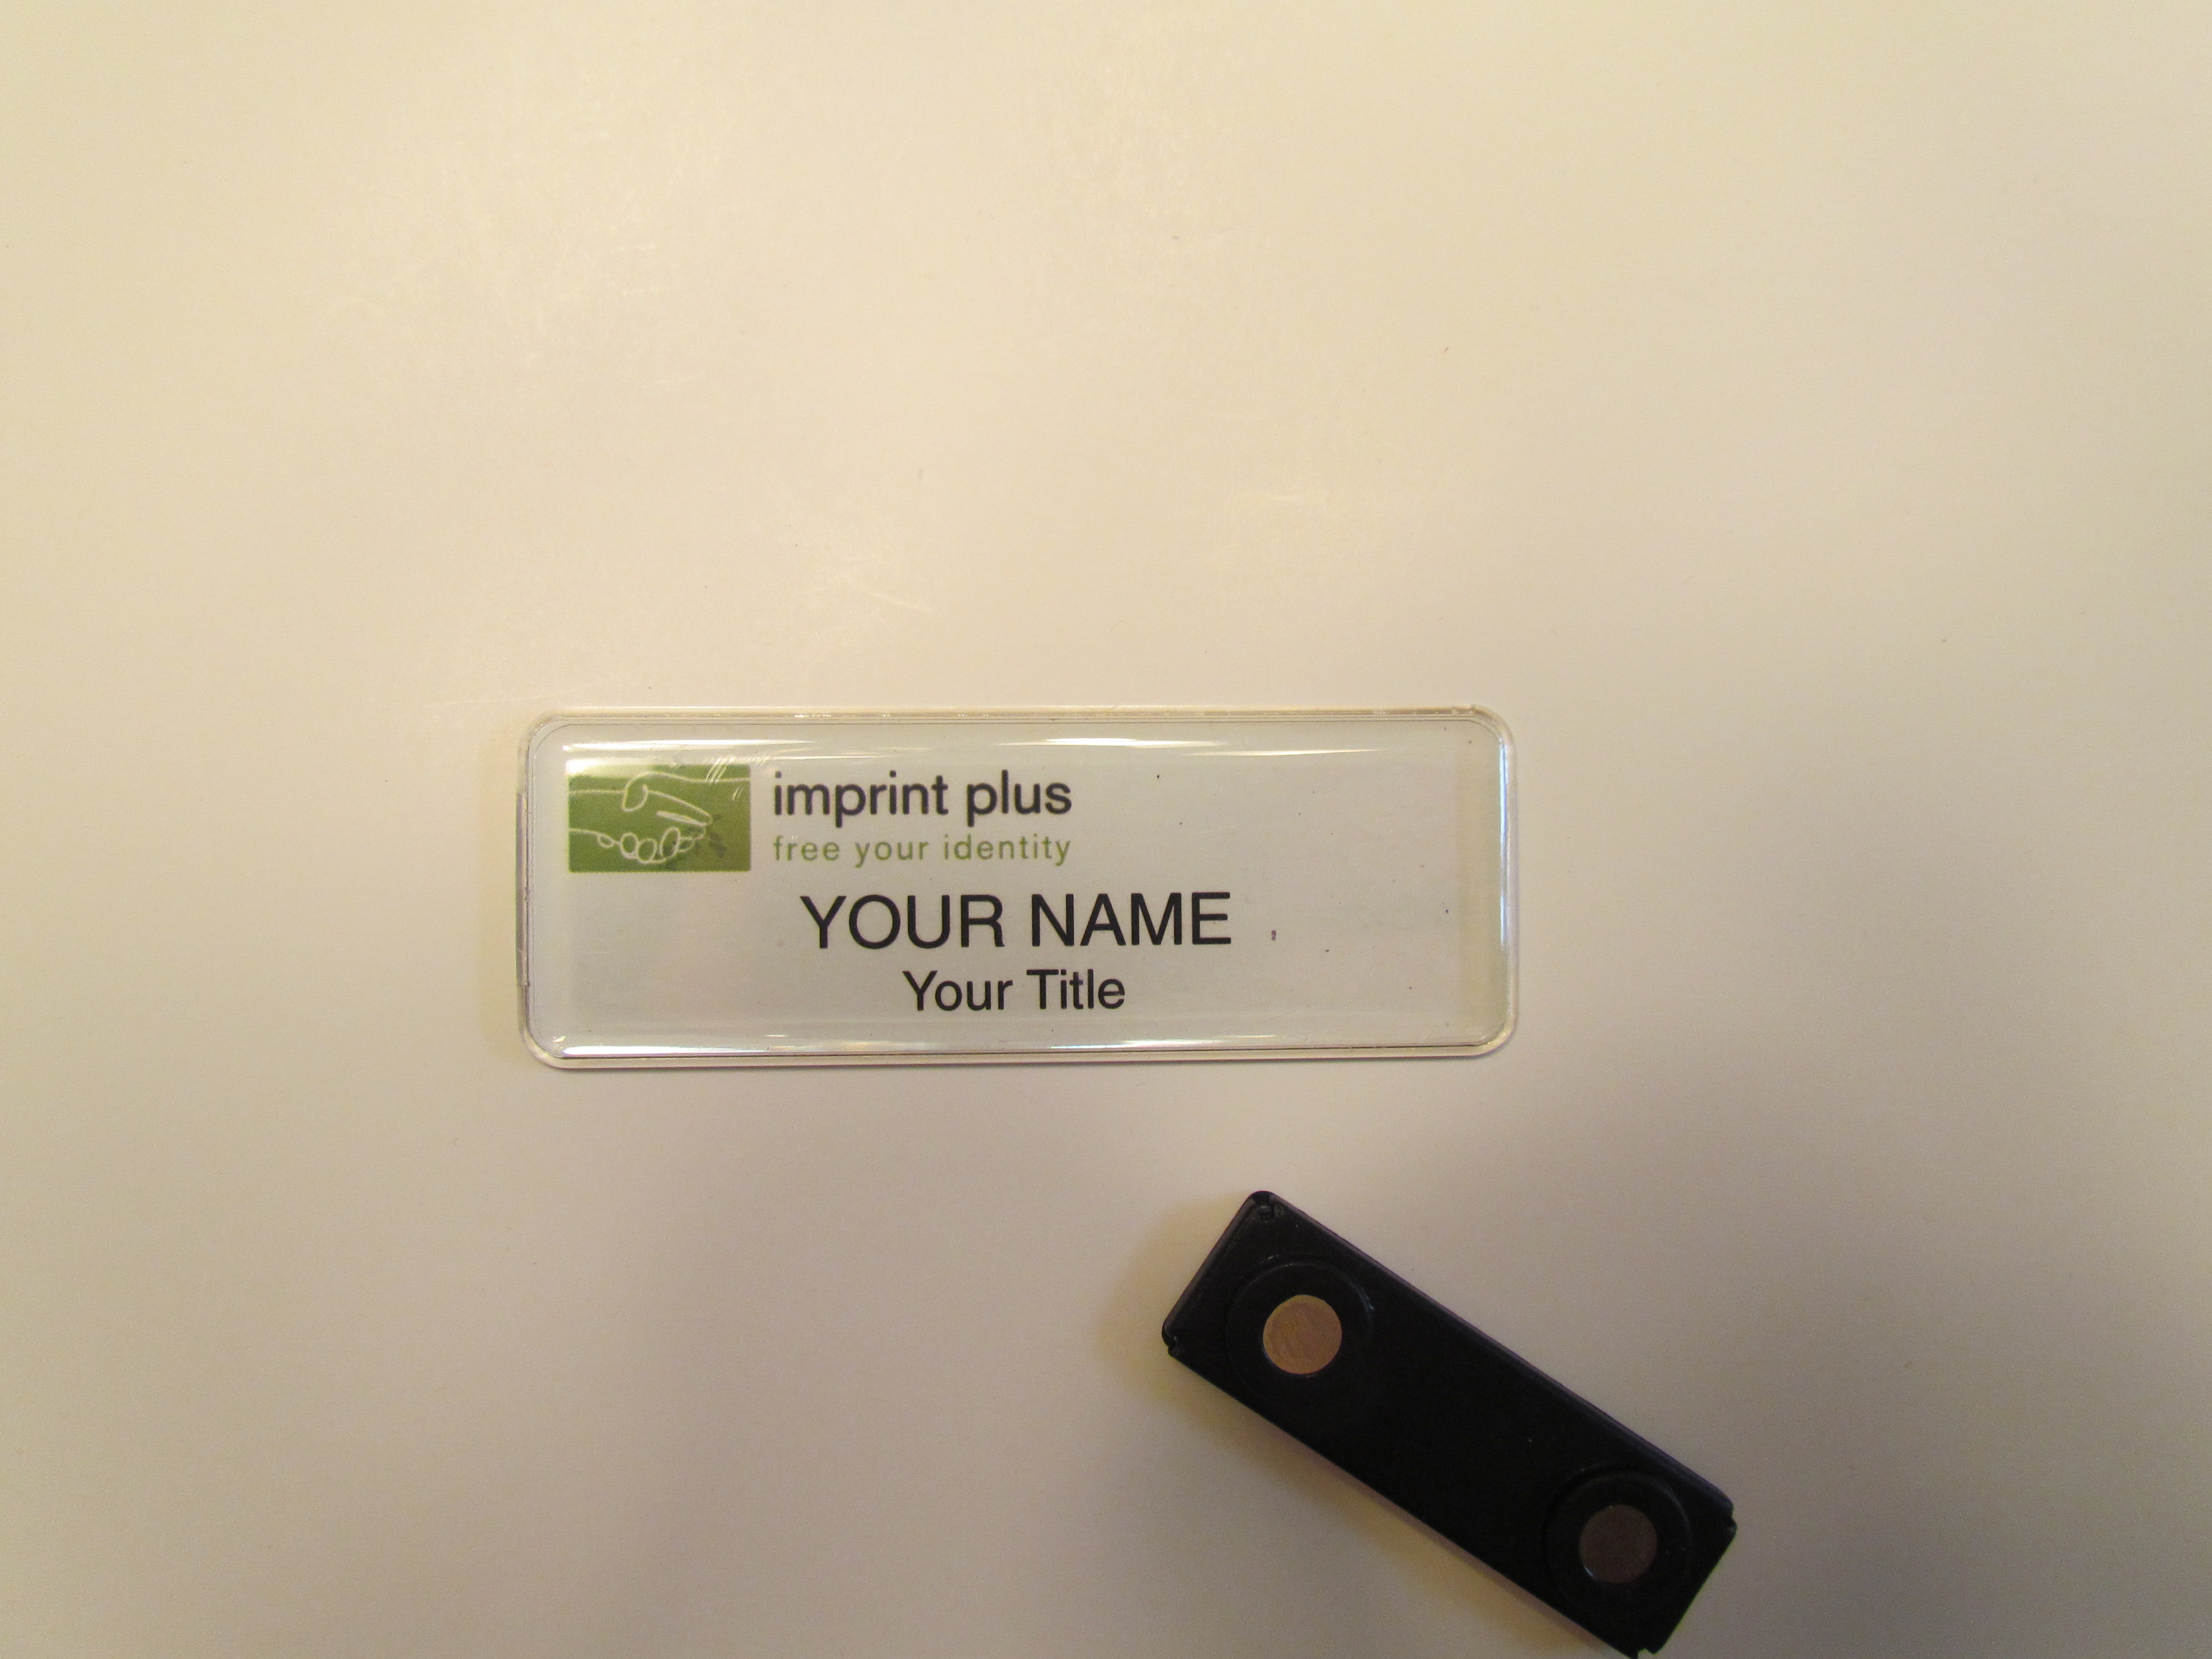 imprint plus
free your identity
YOUR NAME
Your Title